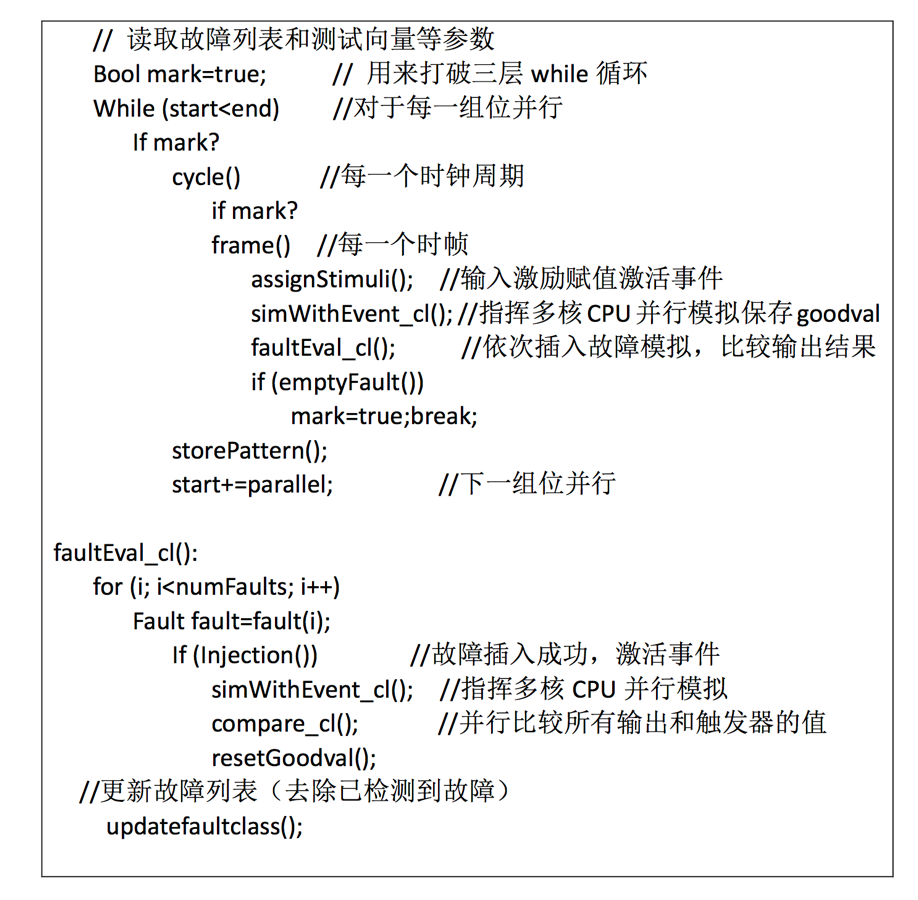 // 读取故障列表和测试向量等参数
Bool mark=true; // 用来打破三层 while 循环
While (start<end) //对于每一组位并行
If mark?
cycle() //每一个时钟周期
if mark?
frame() //每一个时帧
assignStimuli(); //输入激励赋值激活事件
simWithEvent_cl(); //指挥多核 CPU 并行模拟保存 goodval
faultEval_cl(); //依次插入故障模拟，比较输出结果
if (emptyFault())
mark=true;break;
storePattern();
start+=parallel; //下一组位并行
faultEval_cl():
for (i; i<numFaults; i++)
Fault fault=fault(i);
If (Injection()) //故障插入成功，激活事件
simWithEvent_cl(); //指挥多核 CPU 并行模拟
compare_cl(); //并行比较所有输出和触发器的值
resetGoodval();
//更新故障列表（去除已检测到故障）
updatefaultclass();